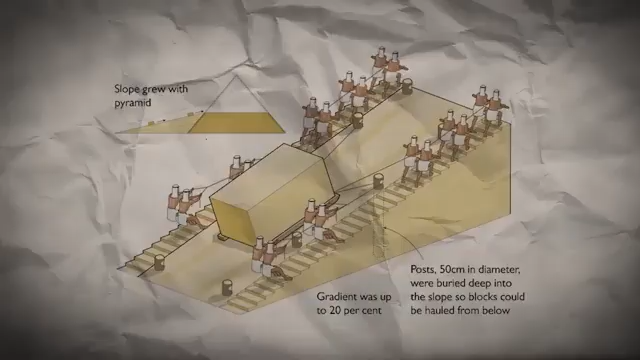 Slope grew with
pyramid
Gradient was up
to 20 per cent
Posts, 50cm in diameter,
were buried deep into
the slope so blocks could
be hauled from below